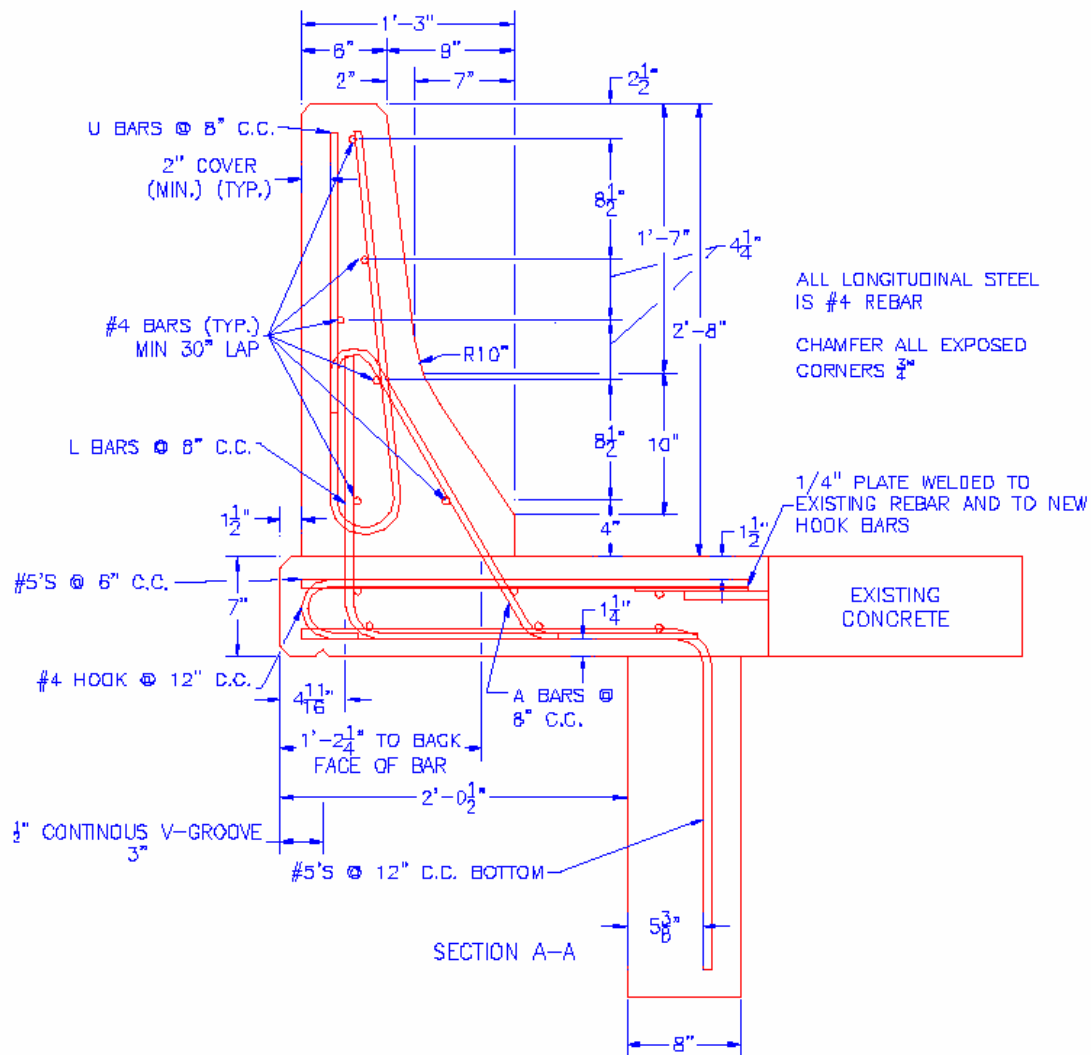 1'-3"
6"
9"
2"
7"
2 1/2"
U BARS @ 8" C.C.
2" COVER
(MIN.) (TYP.)
8 1/2"
1'-7"
4 1/4"
ALL LONGITUDINAL STEEL
IS #4 REBAR
#4 BARS (TYP.)
MIN 30" LAP
2'-8"
CHAMFER ALL EXPOSED
CORNERS 3/4"
R10"
8 1/2"
10"
L BARS @ 8" C.C.
1/4" PLATE WELDED TO
EXISTING REBAR AND TO NEW
HOOK BARS
1 1/2"
4"
1 1/2"
#5'S @ 6" C.C.
7"
EXISTING
CONCRETE
1 1/4"
#4 HOOK @ 12" C.C.
4 11/16"
A BARS @
8" C.C.
1'-2 1/4" TO BACK
FACE OF BAR
2'-0 1/2"
1/2" CONTINOUS V-GROOVE
3"
#5'S @ 12" C.C. BOTTOM
5 3/8"
SECTION A-A
8"